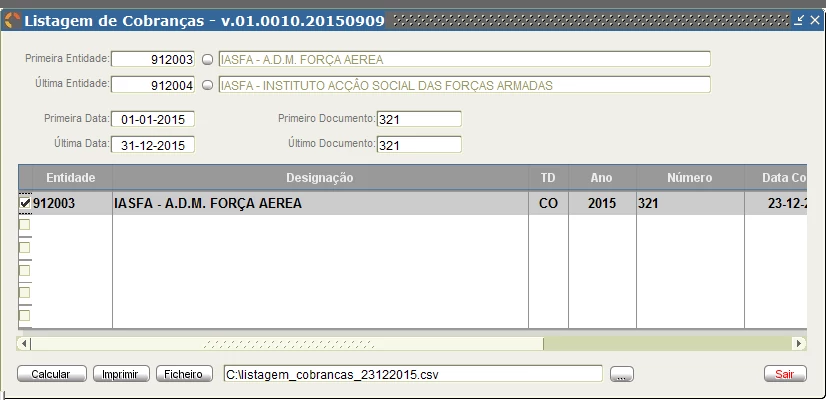 Listagem de Cobranças - v.01.0010.20150909
Primeira Entidade: 912003 IASFA - A.D.M. FORÇA AEREA
Última Entidade: 912004 IASFA - INSTITUTO ACÇÃO SOCIAL DAS FORÇAS ARMADAS
Primeira Data: 01-01-2015 Primeiro Documento: 321
Última Data: 31-12-2015 Último Documento: 321
Entidade Designação TD Ano Número Data Co
912003 IASFA - A.D.M. FORÇA AEREA CO 2015 321 23-12-2
Calcular Imprimir Ficheiro C:\listagem_cobrancas_23122015.csv ... Sair